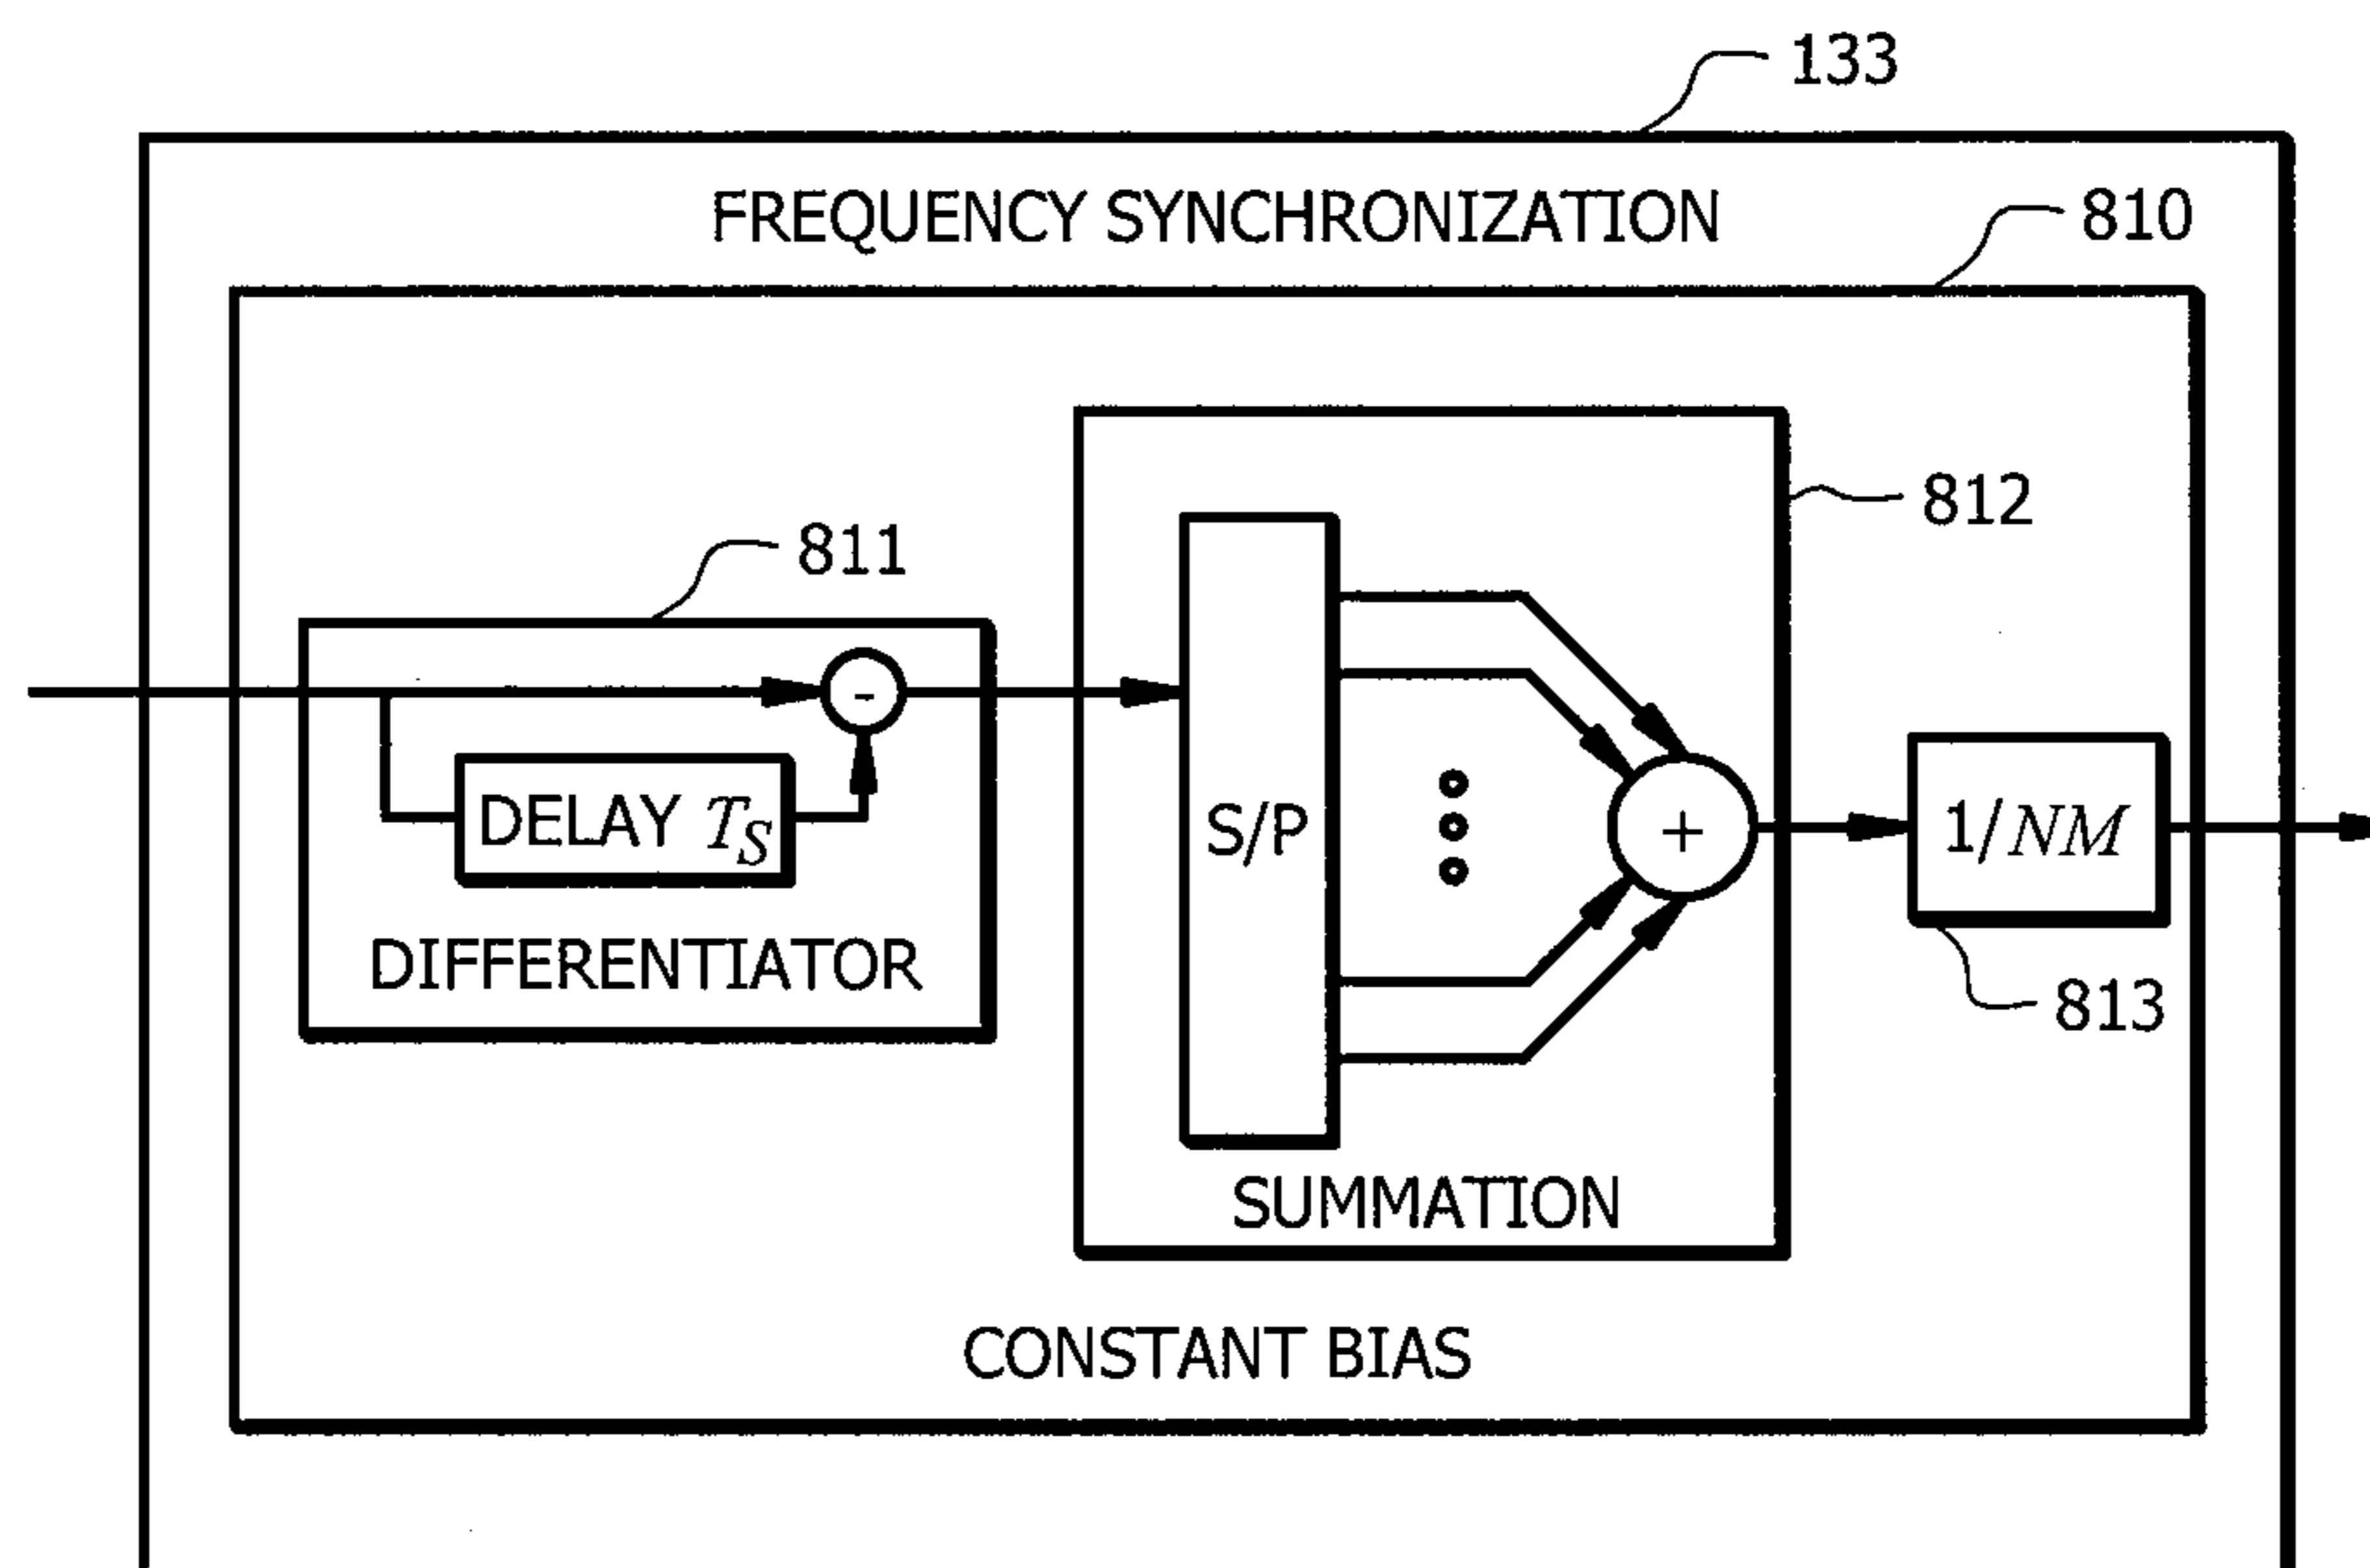 133
FREQUENCY SYNCHRONIZATION
810
812
811
-
DELAY T_S
S/P
+
1/NM
DIFFERENTIATOR
813
SUMMATION
CONSTANT BIAS